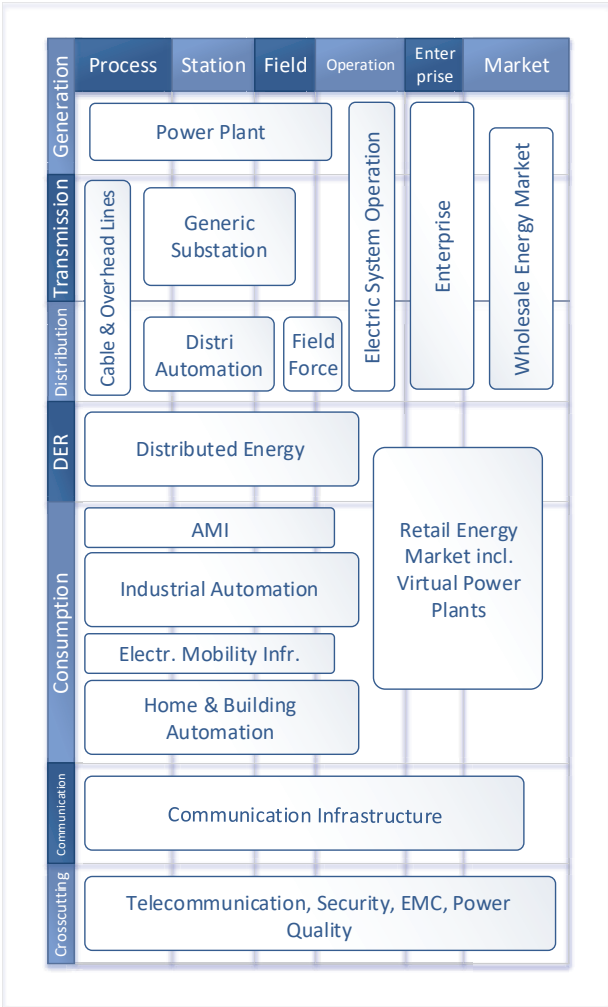 Process
Station
Field
Operation
Enter
prise
Market
Generation
Power Plant
Transmission
Cable & Overhead Lines
Generic
Substation
Electric System Operation
Enterprise
Wholesale Energy Market
Distribution
Distri
Automation
Field
Force
DER
Distributed Energy
Consumption
AMI
Retail Energy
Market incl.
Virtual Power
Plants
Industrial Automation
Electr. Mobility Infr.
Home & Building
Automation
Communication
Communication Infrastructure
Crosscutting
Telecommunication, Security, EMC, Power
Quality